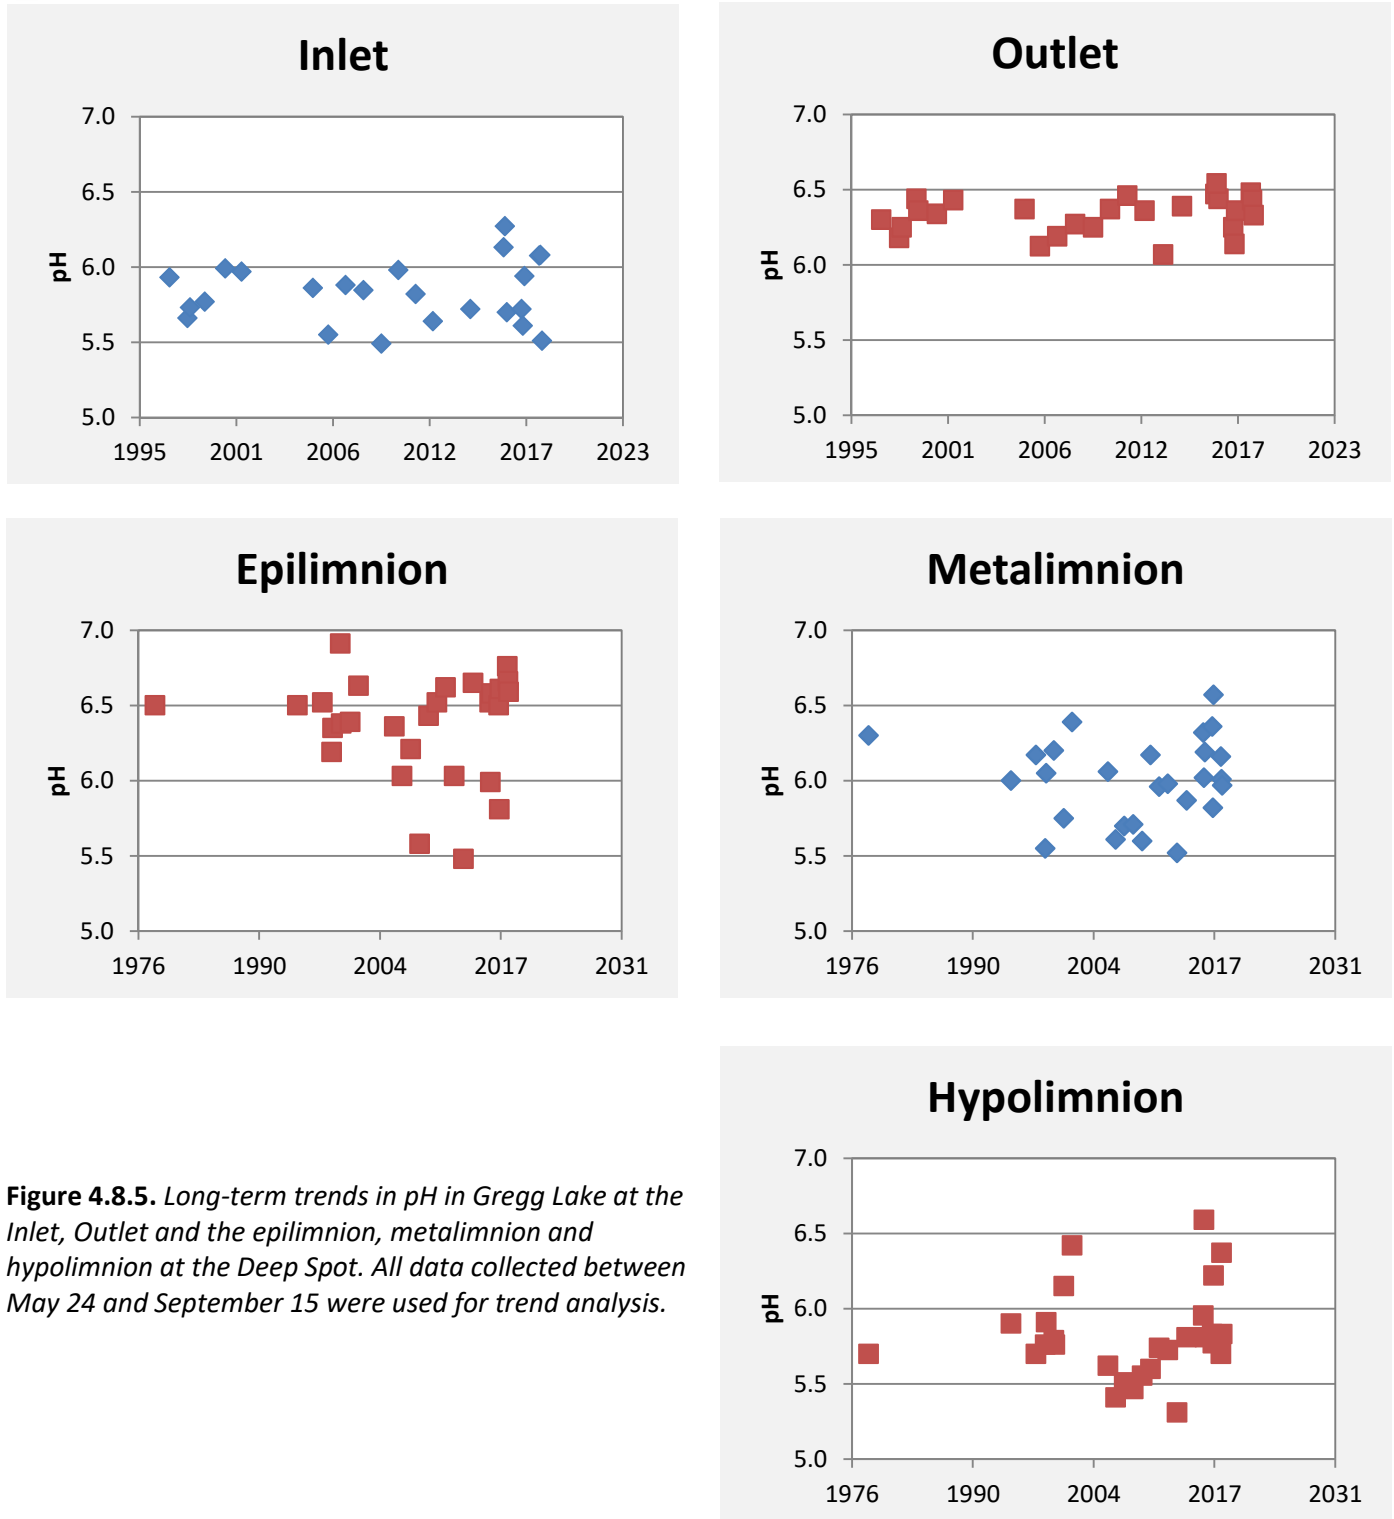 Inlet
7.0
6.5
6.0
5.5
5.0
pH
1995 2001 2006 2012 2017 2023
Outlet
7.0
6.5
6.0
5.5
5.0
pH
1995 2001 2006 2012 2017 2023
Epilimnion
7.0
6.5
6.0
5.5
5.0
pH
1976 1990 2004 2017 2031
Metalimnion
7.0
6.5
6.0
5.5
5.0
pH
1976 1990 2004 2017 2031
Hypolimnion
7.0
6.5
6.0
5.5
5.0
pH
1976 1990 2004 2017 2031
Figure 4.8.5. Long-term trends in pH in Gregg Lake at the
Inlet, Outlet and the epilimnion, metalimnion and
hypolimnion at the Deep Spot. All data collected between
May 24 and September 15 were used for trend analysis.